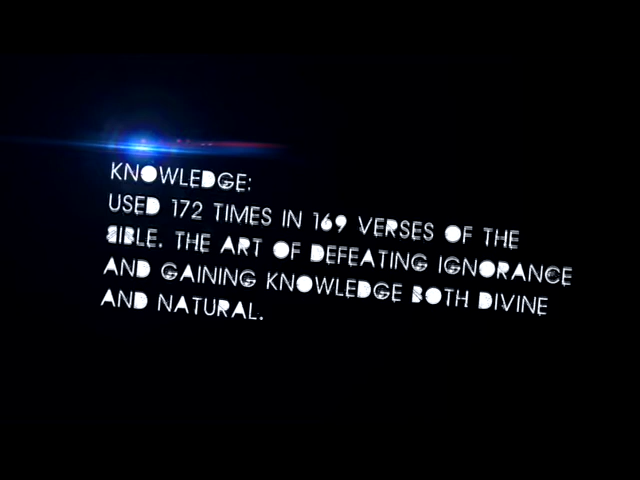 KNOWLEDGE:
USED 172 TIMES IN 169 VERSES OF THE
BIBLE. THE ART OF DEFEATING IGNORANCE
AND GAINING KNOWLEDGE BOTH DIVINE
AND NATURAL.